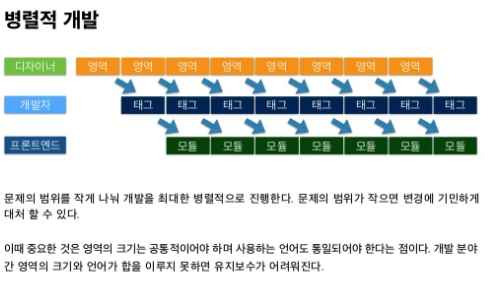 병렬적 개발
디자이너 영역 영역 영역 영역 영역 영역 영역 영역
개발자 태그 태그 태그 태그 태그 태그 태그 태그
프론트엔드 모듈 모듈 모듈 모듈 모듈 모듈 모듈
문제의 범위를 작게 나눠 개발을 최대한 병렬적으로 진행한다. 문제의 범위가 작으면 변경에 기민하게
대처 할 수 있다.
이때 중요한 것은 영역의 크기는 공통적이어야 하며 사용하는 언어도 통일되어야 한다는 점이다. 개발 분야
간 영역의 크기와 언어가 합을 이루지 못하면 유지보수가 어려워진다.